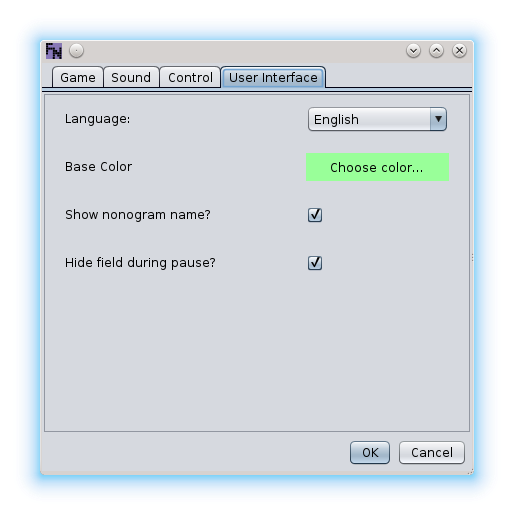 FN
Game Sound Control User Interface
Language: English
Base Color Choose color...
Show nonogram name?
Hide field during pause?
OK Cancel